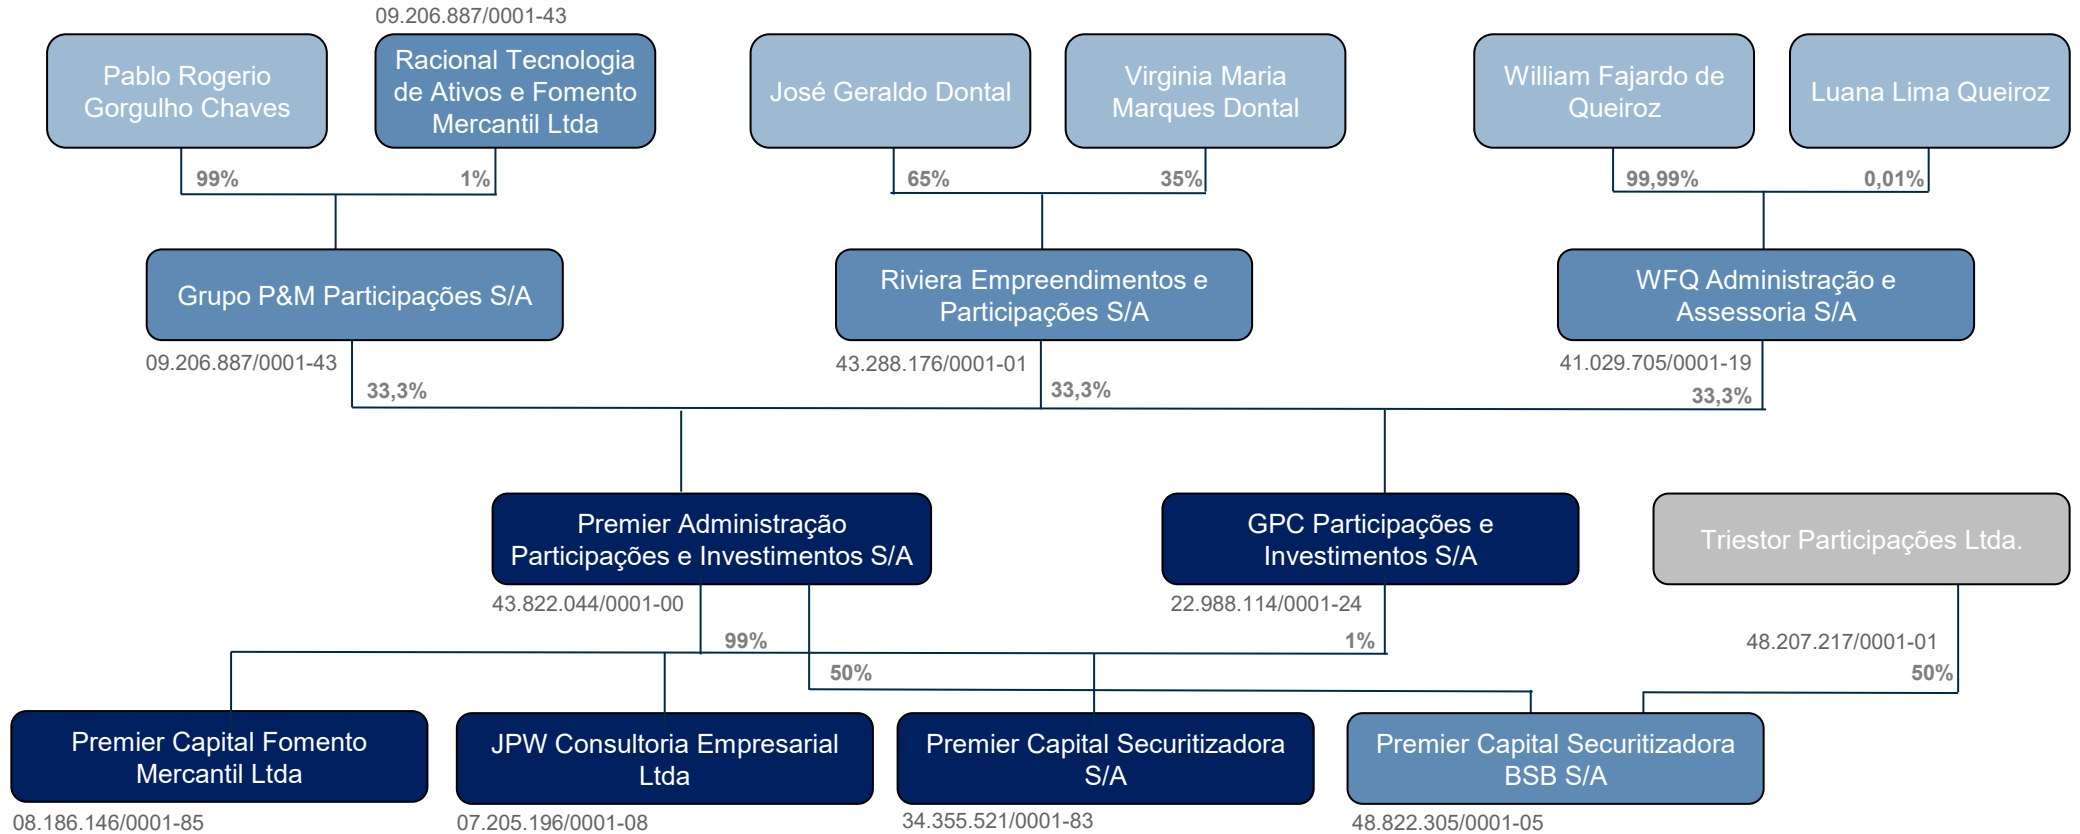 09.206.887/0001-43
Pablo Rogerio
Gorgulho Chaves
Racional Tecnologia
de Ativos e Fomento
Mercantil Ltda
José Geraldo Dontal
Virginia Maria
Marques Dontal
William Fajardo de
Queiroz
Luana Lima Queiroz
99%
1%
65%
35%
99,99%
0,01%
Grupo P&M Participações S/A
Riviera Empreendimentos e
Participações S/A
WFQ Administração e
Assessoria S/A
09.206.887/0001-43
43.288.176/0001-01
41.029.705/0001-19
33,3%
33,3%
33,3%
Premier Administração
Participações e Investimentos S/A
GPC Participações e
Investimentos S/A
Triestor Participações Ltda.
43.822.044/0001-00
22.988.114/0001-24
48.207.217/0001-01
99%
1%
50%
50%
Premier Capital Fomento
Mercantil Ltda
JPW Consultoria Empresarial
Ltda
Premier Capital Securitizadora
S/A
Premier Capital Securitizadora
BSB S/A
08.186.146/0001-85
07.205.196/0001-08
34.355.521/0001-83
48.822.305/0001-05